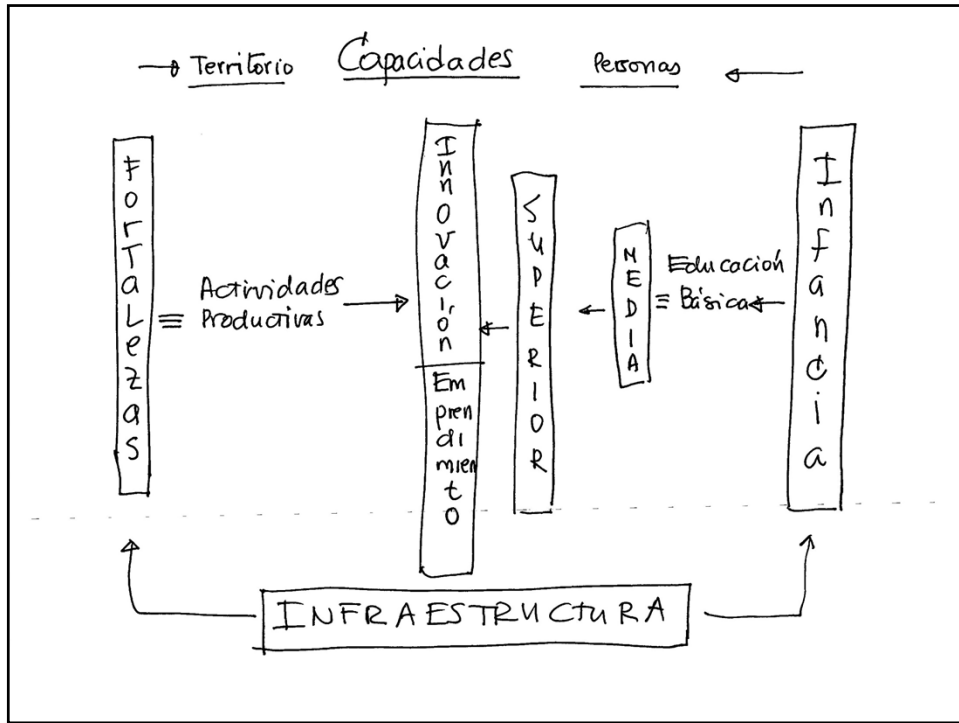 → Territorio Capacidades Personas ←
ForTaLezas
≡ Actividades
Productivas →
Innovación
Emprendimiento
←
SUPERIOR
←
MEDIA
≡ Educación
Básica ←
Infancia
INFRAESTRUCTURA